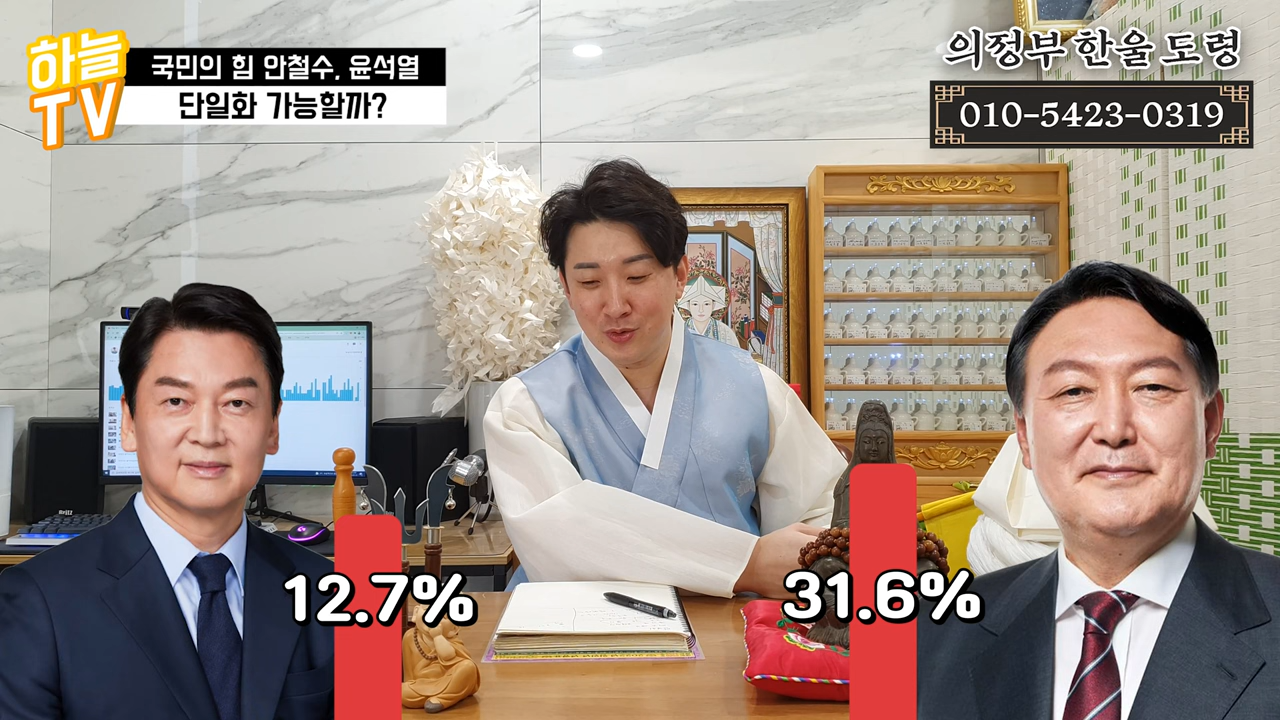 하늘
TV
국민의 힘 안철수, 윤석열
단일화 가능할까?
의정부 한울 도령
010-5423-0319
12.7%
31.6%